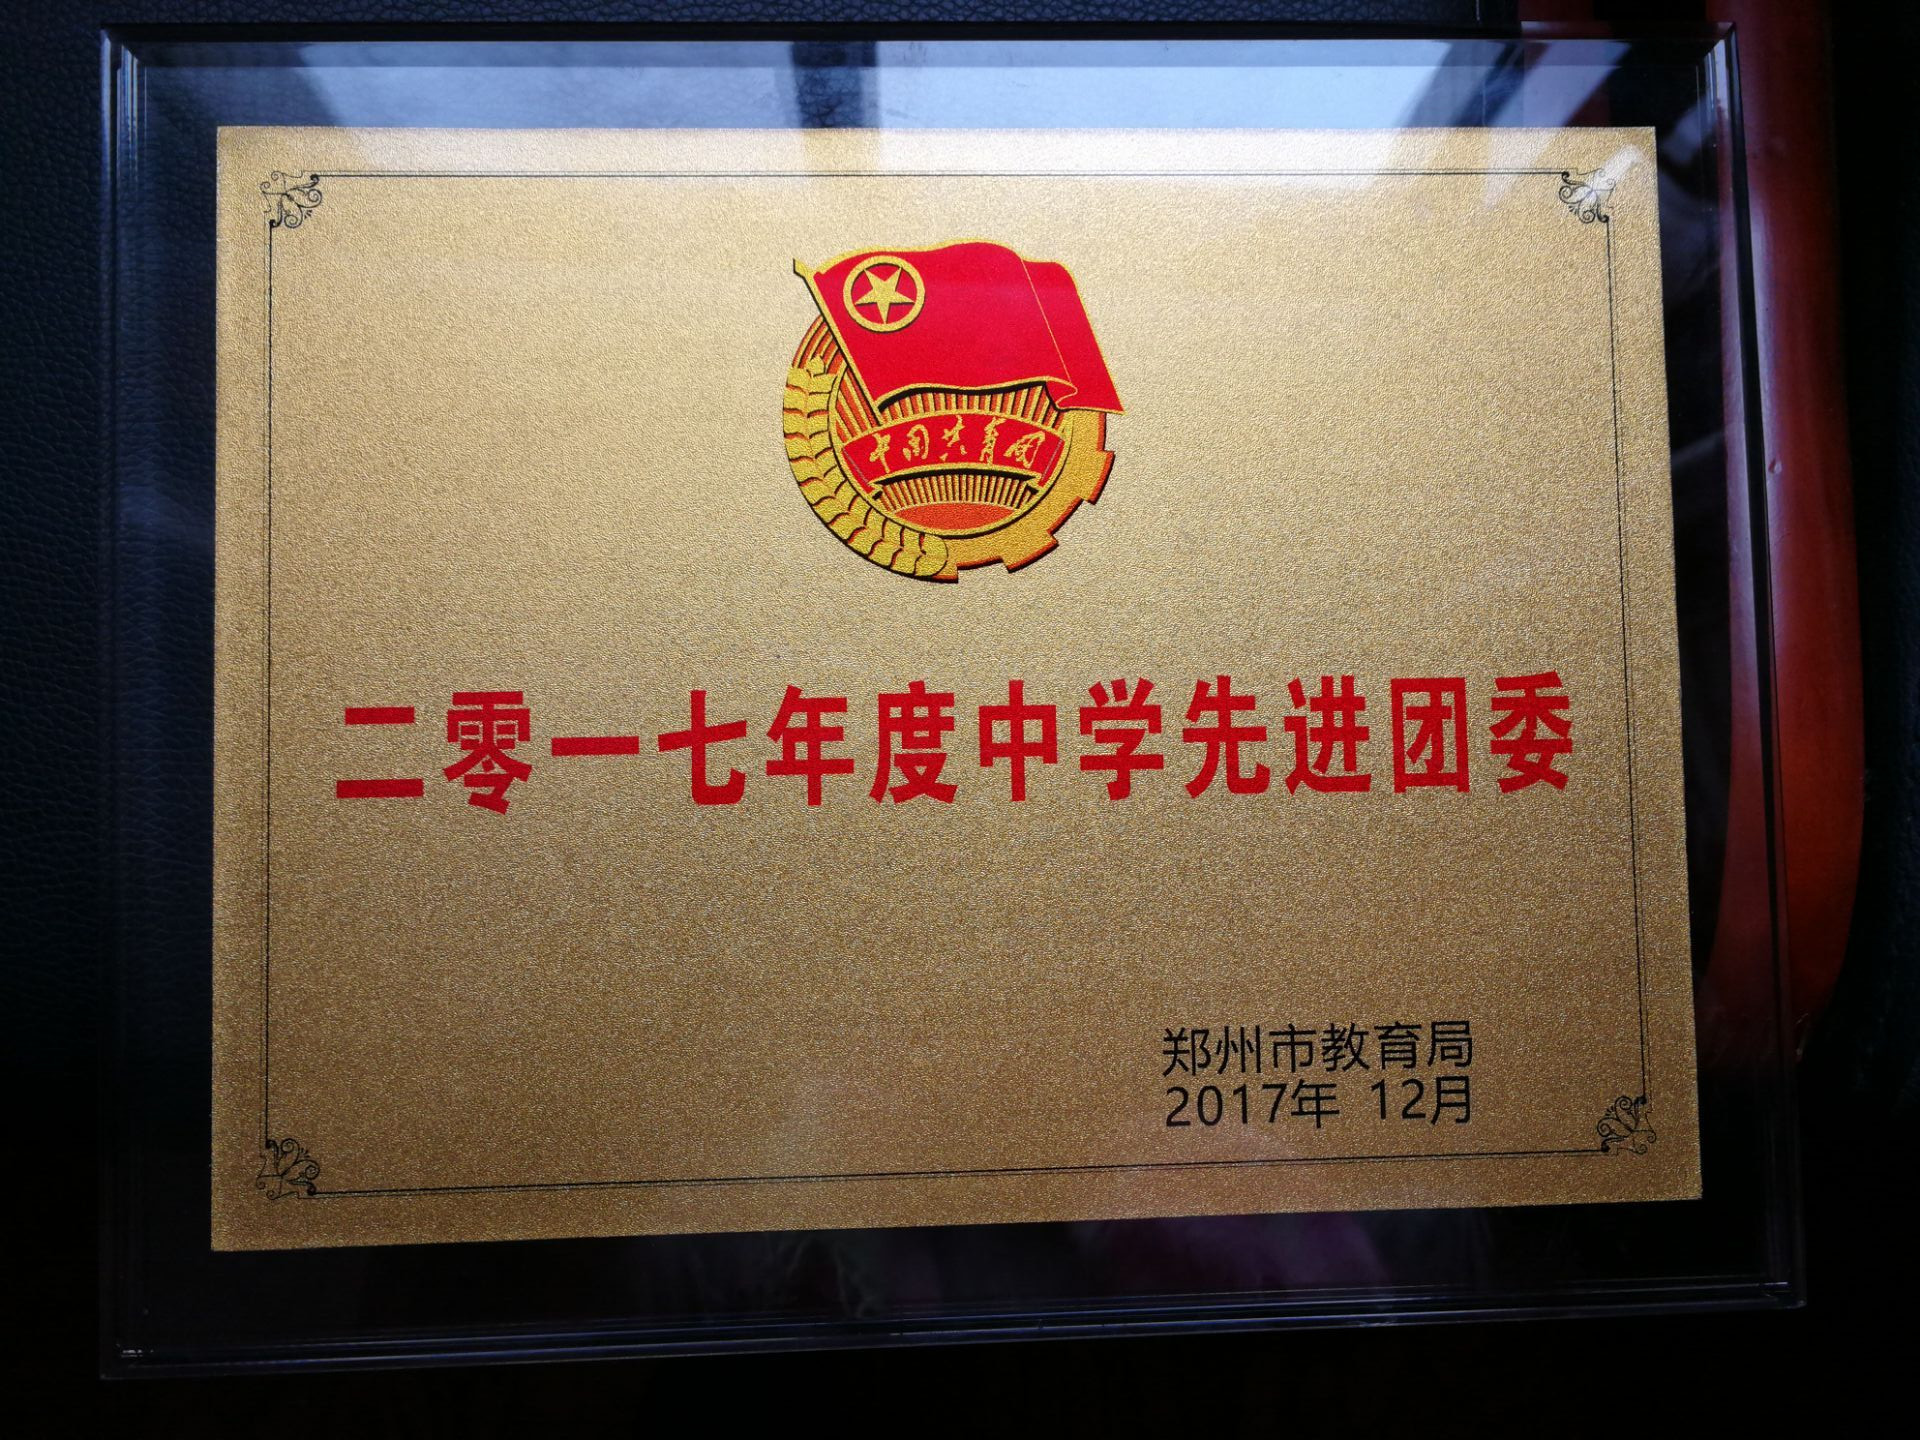 中国共青团
二零一七年度中学先进团委
郑州市教育局
2017年 12月